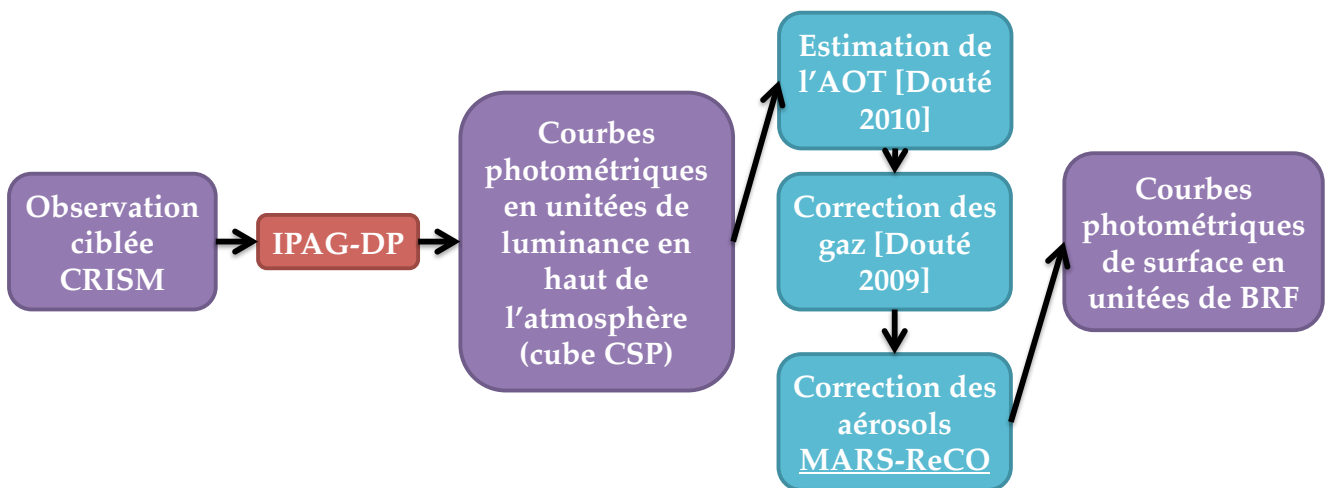 Observation
ciblée
CRISM
IPAG-DP
Courbes
photométriques
en unitées de
luminance en
haut de
l'atmosphère
(cube CSP)
Estimation de
l'AOT [Douté
2010]
Correction des
gaz [Douté
2009]
Correction des
aérosols
MARS-ReCO
Courbes
photométriques
de surface en
unitées de BRF